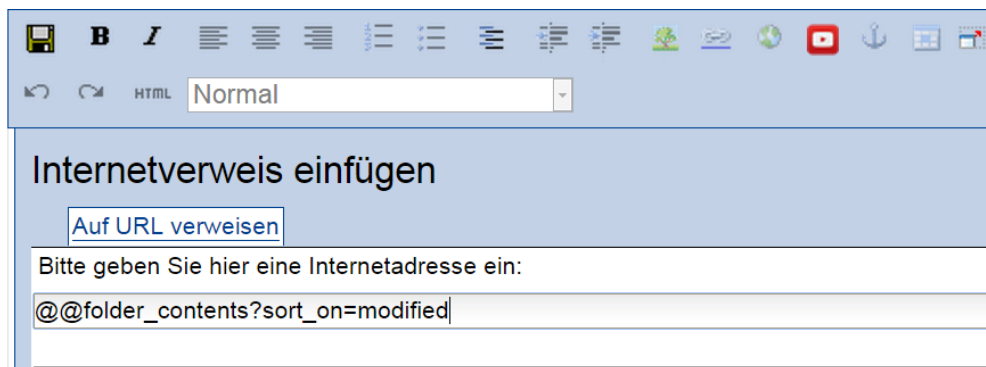 B I
HTML Normal
Internetverweis einfügen
Auf URL verweisen
Bitte geben Sie hier eine Internetadresse ein:
@@folder_contents?sort_on=modified